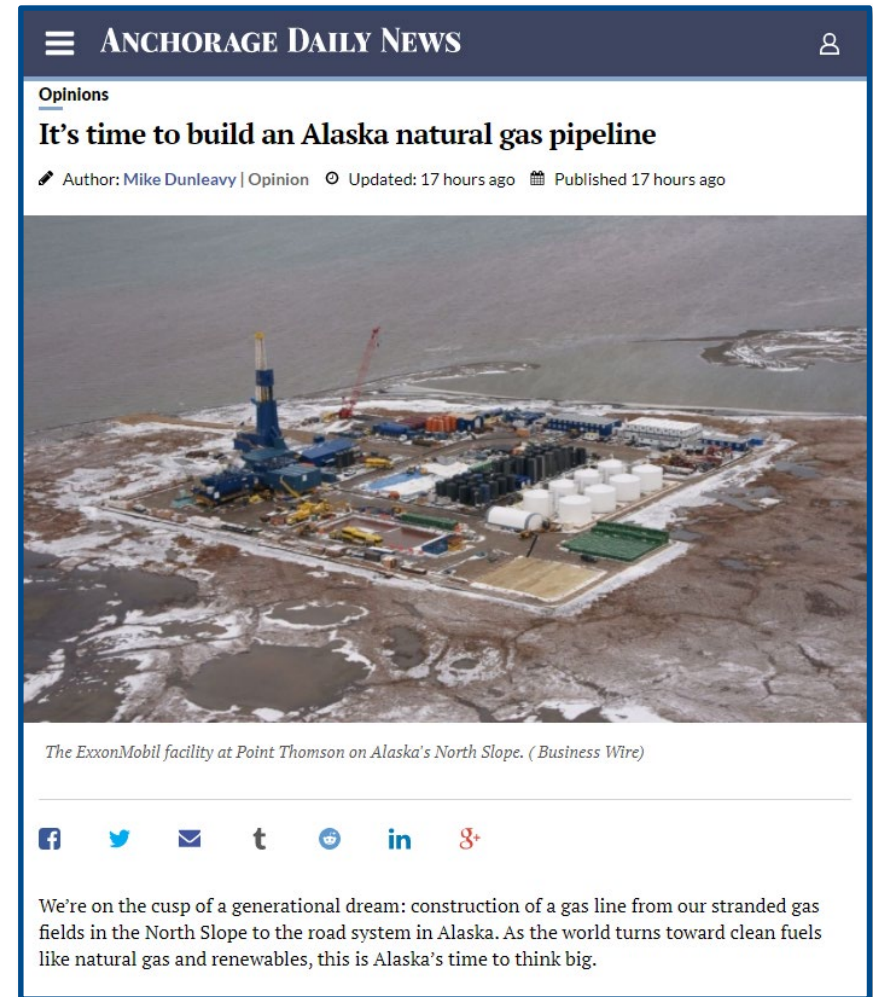 ANCHORAGE DAILY NEWS
Opinions
It's time to build an Alaska natural gas pipeline
Author: Mike Dunleavy | Opinion Updated: 17 hours ago Published 17 hours ago
The ExxonMobil facility at Point Thomson on Alaska's North Slope. ( Business Wire)
We're on the cusp of a generational dream: construction of a gas line from our stranded gas
fields in the North Slope to the road system in Alaska. As the world turns toward clean fuels
like natural gas and renewables, this is Alaska's time to think big.